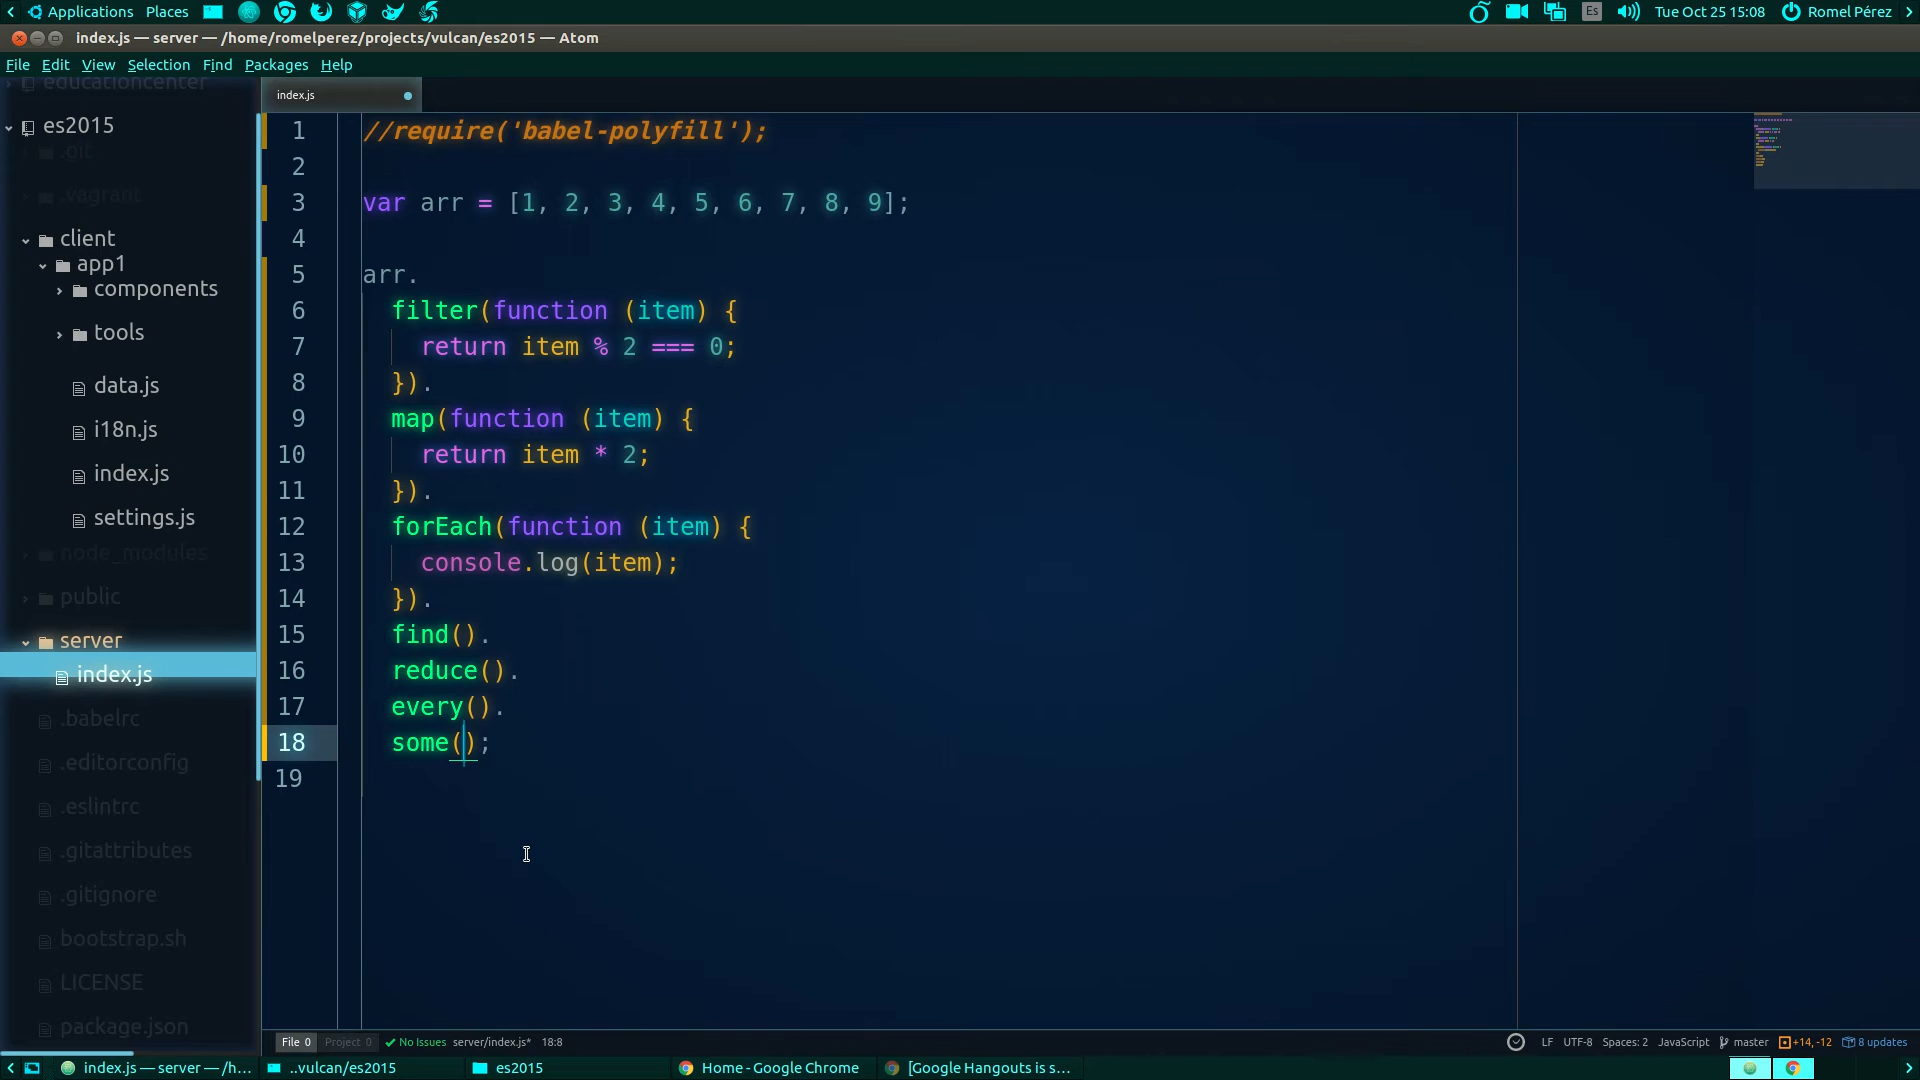 Applications Places Es Tue Oct 25 15:08 Romel Pérez
index.js — server — /home/romelperez/projects/vulcan/es2015 — Atom
File Edit View Selection Find Packages Help
educationcenter
es2015
.git
.vagrant
client
app1
components
tools
data.js
i18n.js
index.js
settings.js
node_modules
public
server
index.js
.babelrc
.editorconfig
.eslintrc
.gitattributes
.gitignore
bootstrap.sh
LICENSE
package.json
index.js
1 //require('babel-polyfill');
2
3 var arr = [1, 2, 3, 4, 5, 6, 7, 8, 9];
4
5 arr.
6 filter(function (item) {
7 return item % 2 === 0;
8 }).
9 map(function (item) {
10 return item * 2;
11 }).
12 forEach(function (item) {
13 console.log(item);
14 }).
15 find().
16 reduce().
17 every().
18 some();
19
File 0 Project 0 No Issues server/index.js* 18:8 LF UTF-8 Spaces: 2 JavaScript master +14, -12 8 updates
index.js — server — /h... ..vulcan/es2015 es2015 Home - Google Chrome [Google Hangouts is s...